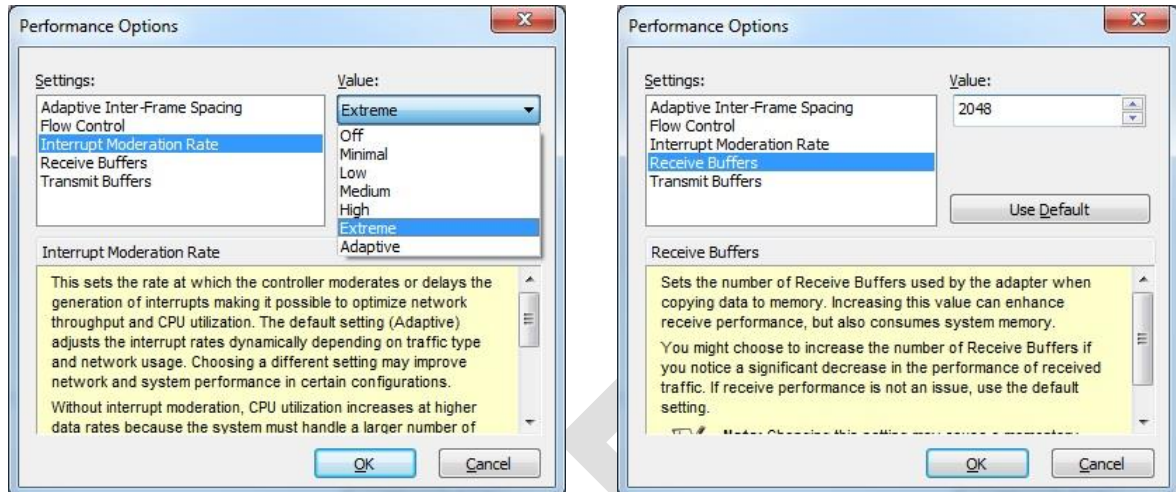 Performance Options
Settings:
Value:
Adaptive Inter-Frame Spacing
Flow Control
Interrupt Moderation Rate
Receive Buffers
Transmit Buffers
Extreme
Off
Minimal
Low
Medium
High
Extreme
Adaptive
Interrupt Moderation Rate
This sets the rate at which the controller moderates or delays the
generation of interrupts making it possible to optimize network
throughput and CPU utilization. The default setting (Adaptive)
adjusts the interrupt rates dynamically depending on traffic type
and network usage. Choosing a different setting may improve
network and system performance in certain configurations.
Without interrupt moderation, CPU utilization increases at higher
data rates because the system must handle a larger number of
OK
Cancel
Performance Options
Settings:
Value:
Adaptive Inter-Frame Spacing
Flow Control
Interrupt Moderation Rate
Receive Buffers
Transmit Buffers
2048
Use Default
Receive Buffers
Sets the number of Receive Buffers used by the adapter when
copying data to memory. Increasing this value can enhance
receive performance, but also consumes system memory.
You might choose to increase the number of Receive Buffers if
you notice a significant decrease in the performance of received
traffic. If receive performance is not an issue, use the default
setting.
Note: Changing this setting may cause a momentary
OK
Cancel